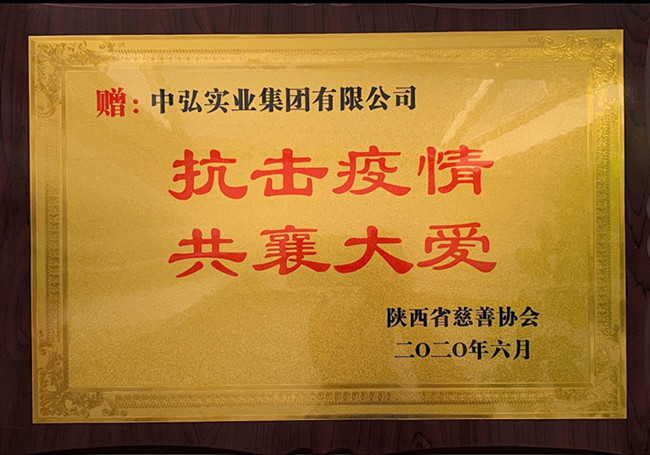 赠：中弘实业集团有限公司
抗击疫情
共襄大爱
陕西省慈善协会
二〇二〇年六月